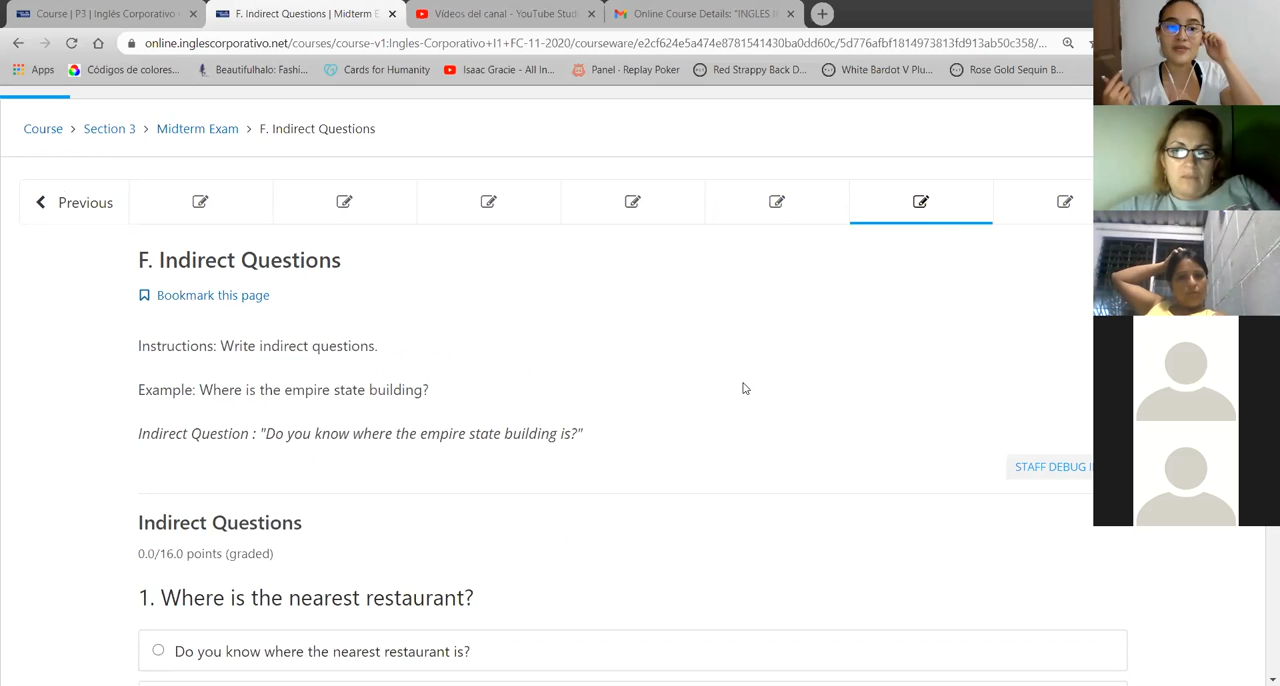 Course | P3 | Inglés Corporativo
F. Indirect Questions | Midterm E
Vídeos del canal - YouTube Stud
Online Course Details: "INGLES I
online.inglescorporativo.net/courses/course-v1:Ingles-Corporativo+I1+FC-11-2020/courseware/e2cf624e5a474e8781541430ba0dd60c/5d776afbf1814973813fd913ab50c358/...
Apps
Códigos de colores...
Beautifulhalo: Fashi...
Cards for Humanity
Isaac Gracie - All In...
Panel · Replay Poker
Red Strappy Back D...
White Bardot V Plu...
Rose Gold Sequin B...
Course > Section 3 > Midterm Exam > F. Indirect Questions
Previous
F. Indirect Questions
Bookmark this page
Instructions: Write indirect questions.
Example: Where is the empire state building?
Indirect Question : "Do you know where the empire state building is?"
STAFF DEBUG I
Indirect Questions
0.0/16.0 points (graded)
1. Where is the nearest restaurant?
Do you know where the nearest restaurant is?